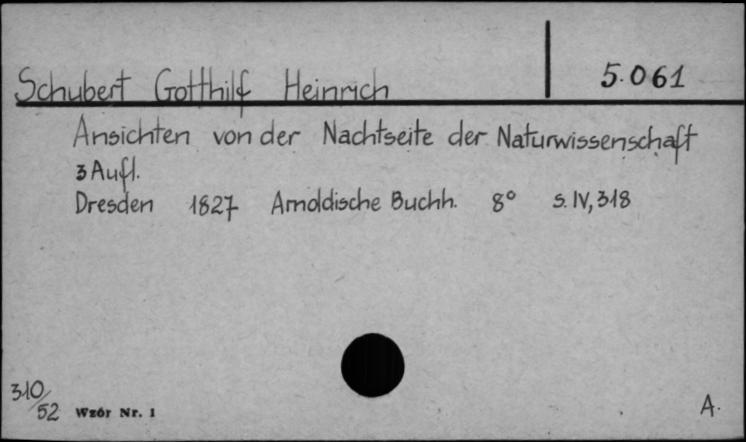 Schubert Gotthilf Heinrich 5.061
Ansichten von der Nachtseite der Naturwissenschaft
3 Aufl.
Dresden 1827 Arnoldische Buchh. 8° S. IV, 318
310/52 Wzór Nr. 1 A.